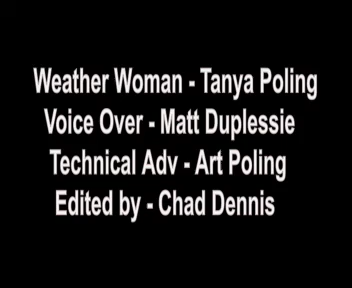 Weather Woman - Tanya Poling
Voice Over - Matt Duplessie
Technical Adv - Art Poling
Edited by - Chad Dennis